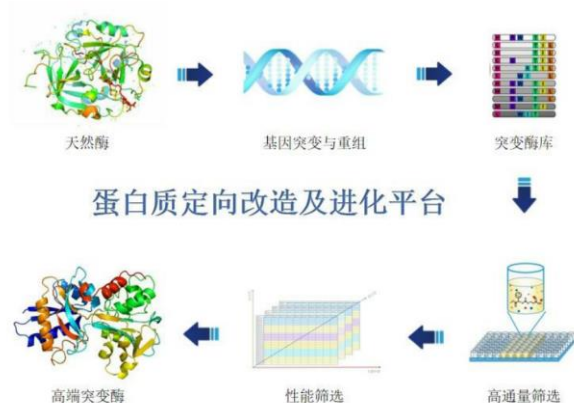 天然酶
基因突变与重组
突变酶库
蛋白质定向改造及进化平台
高端突变酶
性能筛选
高通量筛选